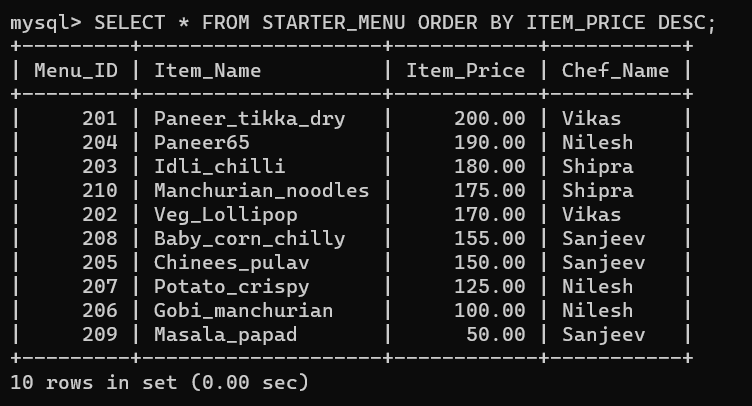 mysql> SELECT * FROM STARTER_MENU ORDER BY ITEM_PRICE DESC;
+---------+--------------------+------------+-----------+
| Menu_ID | Item_Name          | Item_Price | Chef_Name |
+---------+--------------------+------------+-----------+
|     201 | Paneer_tikka_dry   |     200.00 | Vikas     |
|     204 | Paneer65           |     190.00 | Nilesh    |
|     203 | Idli_chilli        |     180.00 | Shipra    |
|     210 | Manchurian_noodles |     175.00 | Shipra    |
|     202 | Veg_Lollipop       |     170.00 | Vikas     |
|     208 | Baby_corn_chilly   |     155.00 | Sanjeev   |
|     205 | Chinees_pulav      |     150.00 | Sanjeev   |
|     207 | Potato_crispy      |     125.00 | Nilesh    |
|     206 | Gobi_manchurian    |     100.00 | Nilesh    |
|     209 | Masala_papad       |      50.00 | Sanjeev   |
+---------+--------------------+------------+-----------+
10 rows in set (0.00 sec)